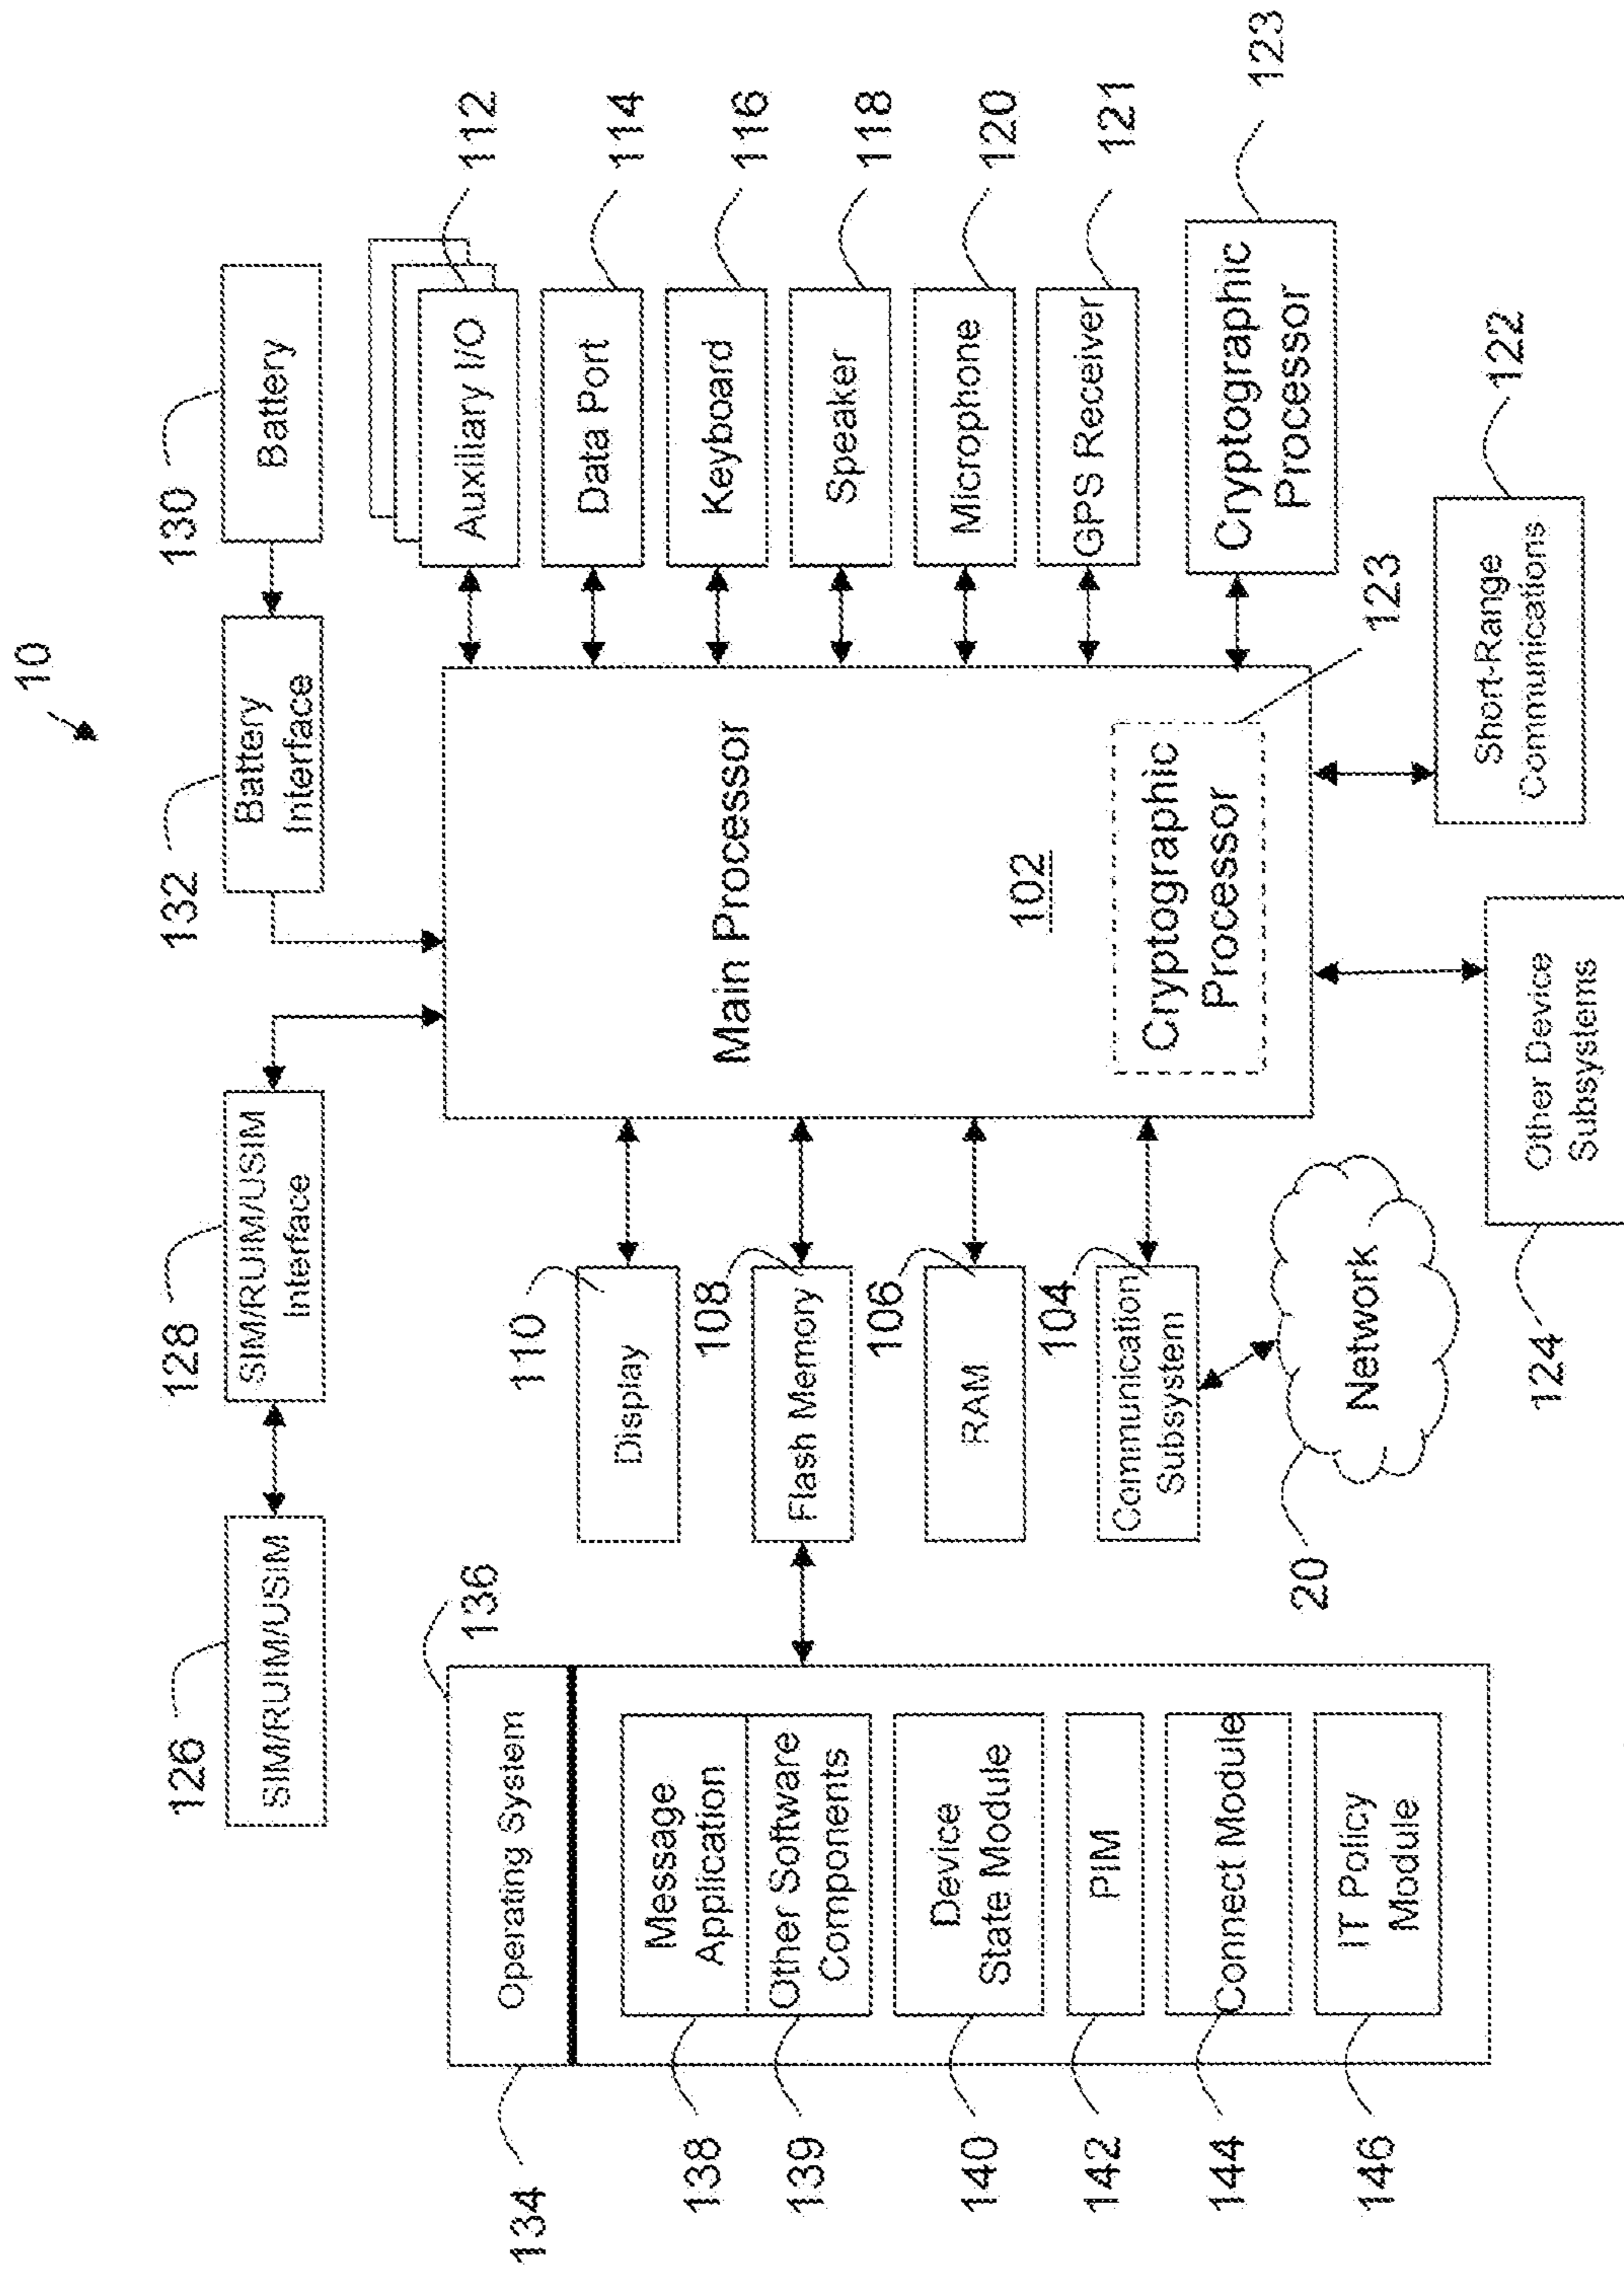 10
126
128
132
130
SIM/RUIM/USIM
SIM/RUIM/USIM
Interface
Battery
Interface
Battery
134
136
Operating System
138
Message
Application
139
Other Software
Components
140
Device
State Module
142
PIM
144
Connect Module
146
IT Policy
Module
110
Display
108
Flash Memory
106
RAM
104
Communication
Subsystem
20
Network
Main Processor
102
Cryptographic
Processor
123
Auxiliary I/O
112
Data Port
114
Keyboard
116
Speaker
118
Microphone
120
GPS Receiver
121
Cryptographic
Processor
123
124
Other Device
Subsystems
Short-Range
Communications
122